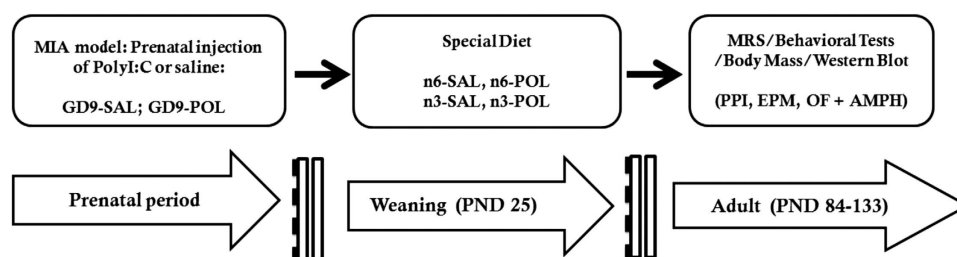 MIA model: Prenatal injection
of PolyI:C or saline:
GD9-SAL; GD9-POL
Special Diet
n6-SAL, n6-POL
n3-SAL, n3-POL
MRS/Behavioral Tests
/Body Mass/Western Blot
(PPI, EPM, OF + AMPH)
Prenatal period
Weaning (PND 25)
Adult (PND 84-133)